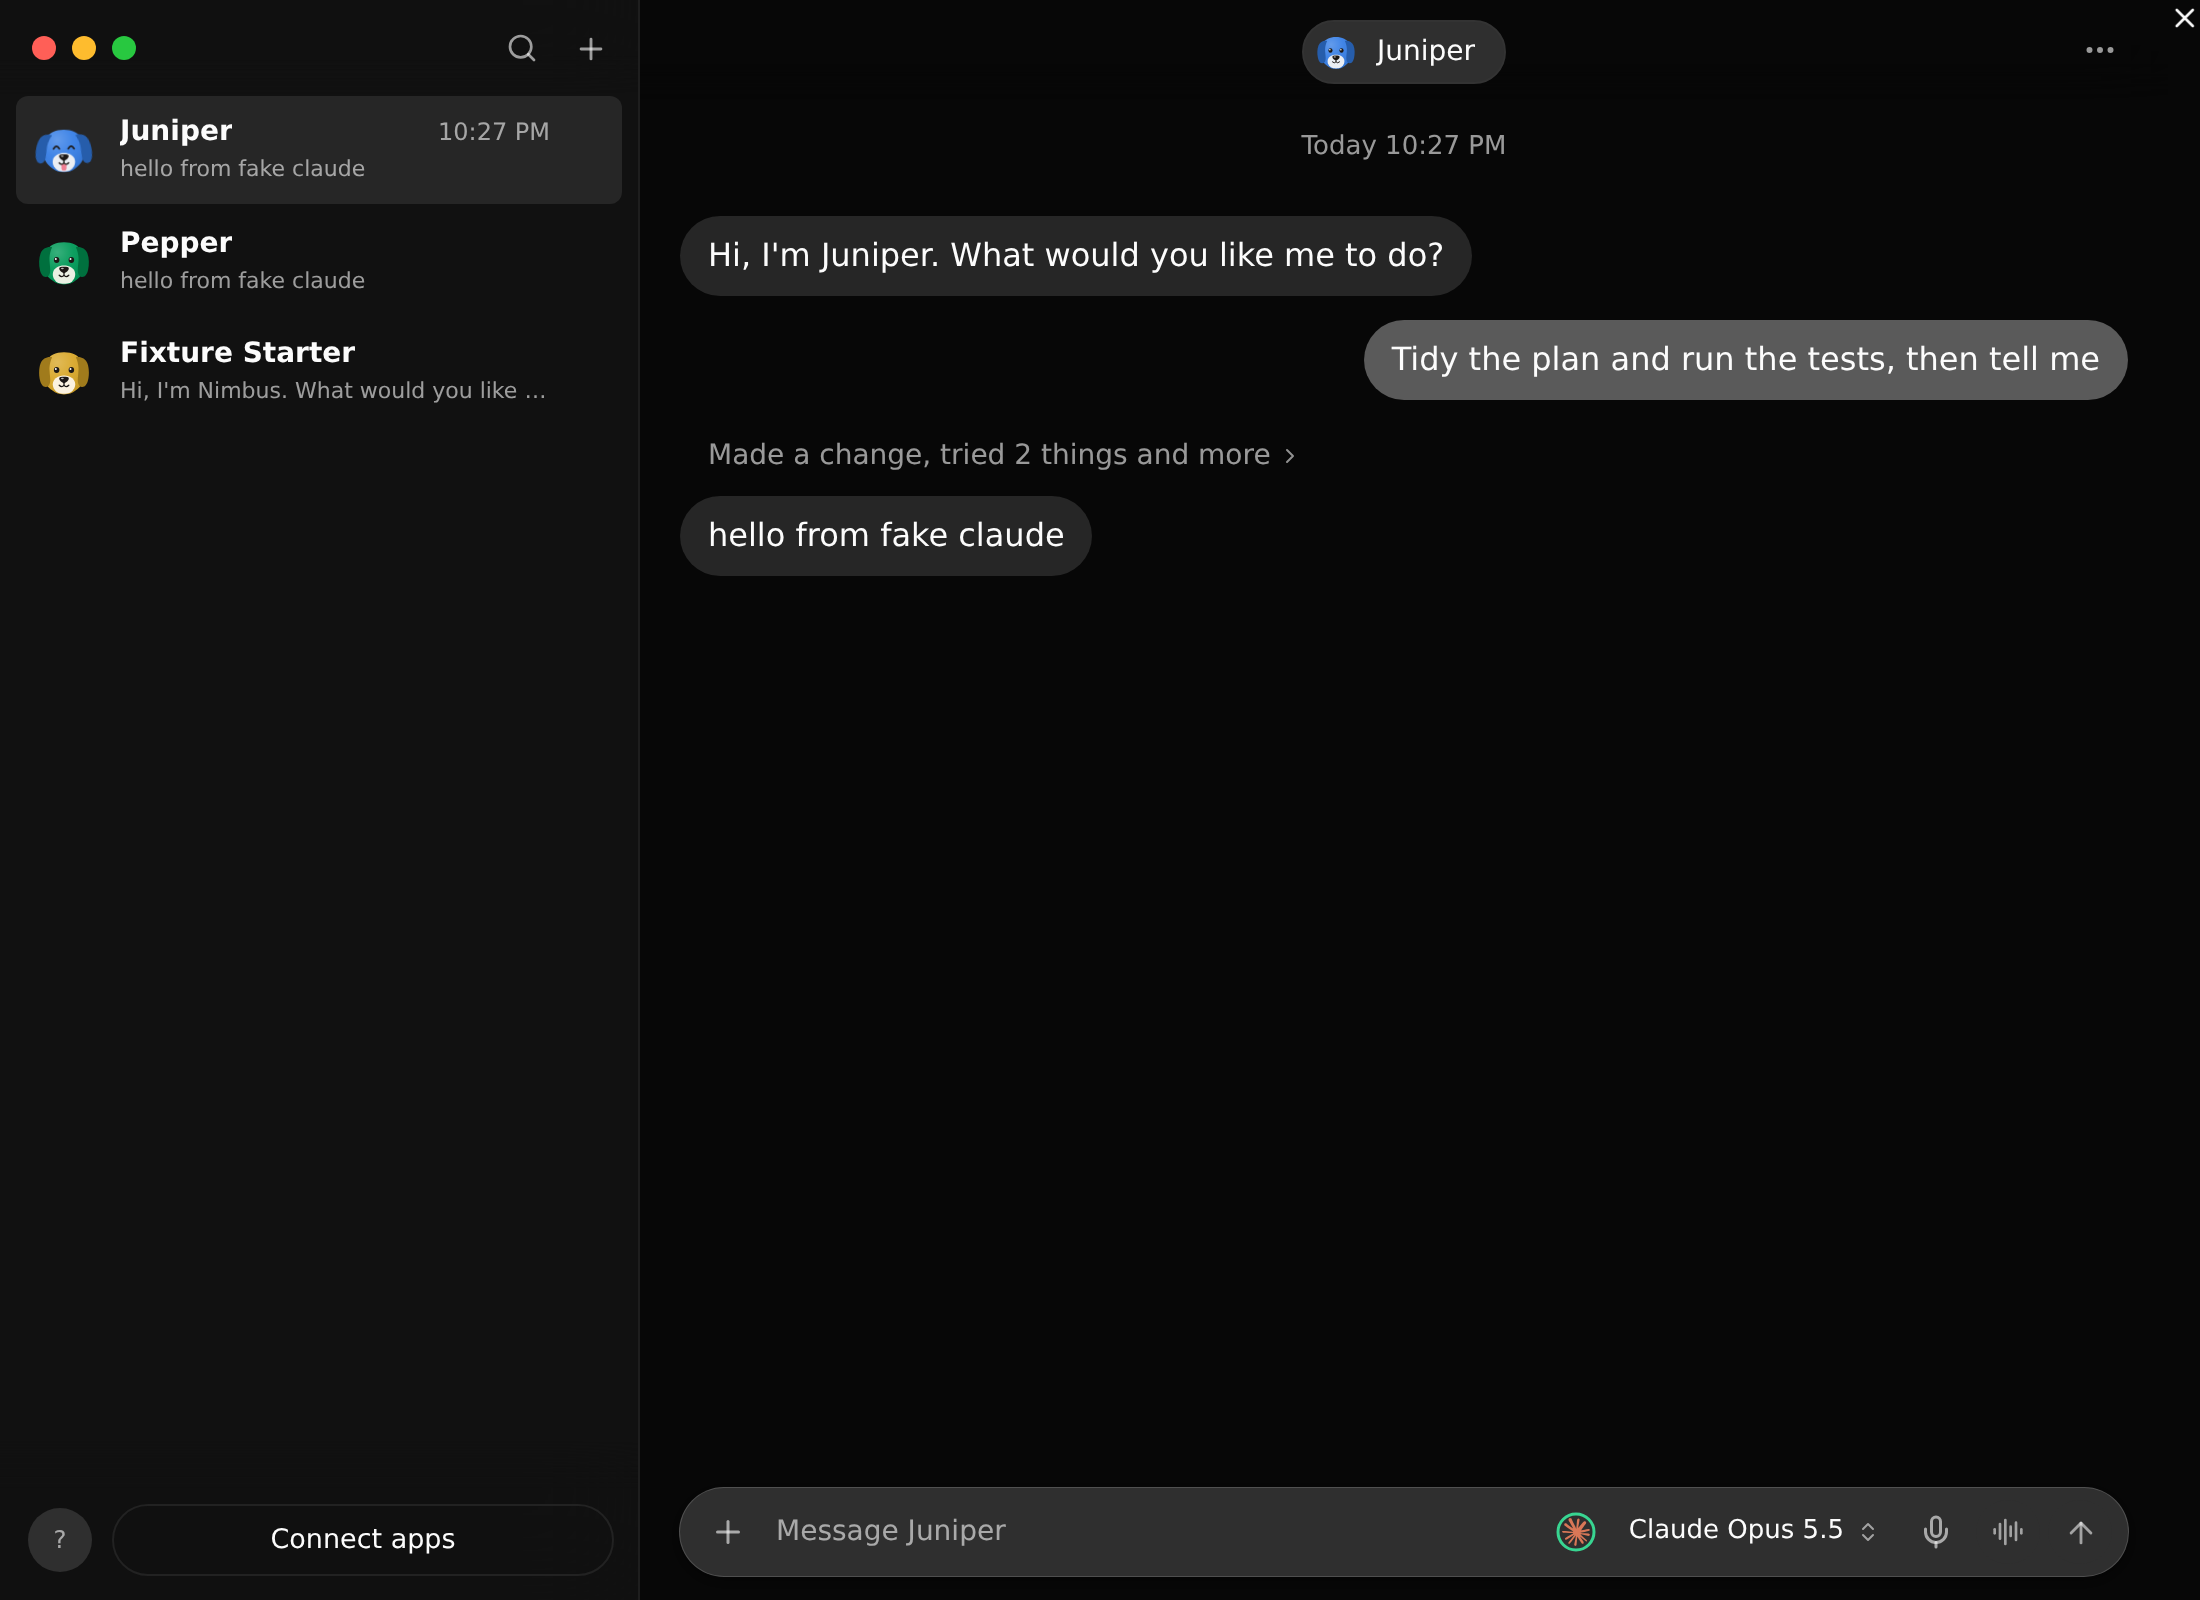 Juniper
10:27 PM
hello from fake claude
Pepper
hello from fake claude
Fixture Starter
Hi, I'm Nimbus. What would you like ...
? Connect apps
Juniper
Today 10:27 PM
Hi, I'm Juniper. What would you like me to do?
Tidy the plan and run the tests, then tell me
Made a change, tried 2 things and more
hello from fake claude
Message Juniper
Claude Opus 5.5